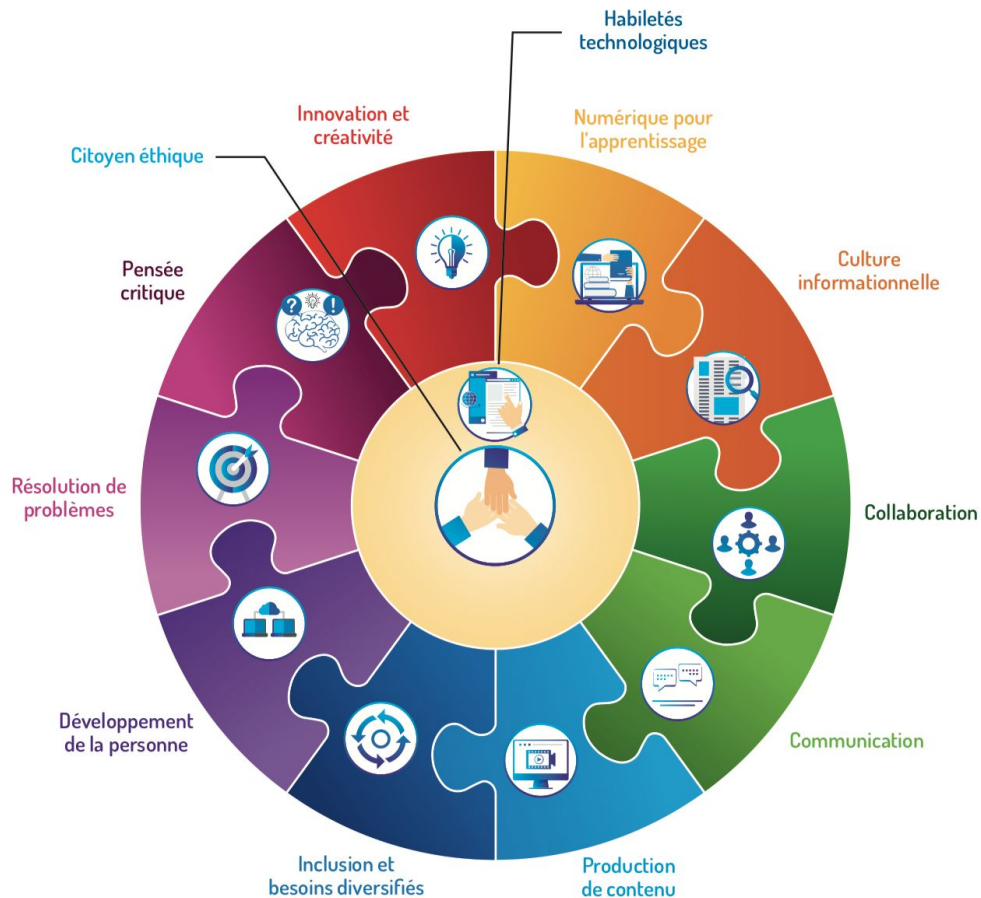 Habiletés
technologiques
Innovation et
créativité
Numérique pour
l'apprentissage
Citoyen éthique
Pensée
critique
Culture
informationnelle
? !
Résolution de
problèmes
Collaboration
Développement
de la personne
Communication
Inclusion et
besoins diversifiés
Production
de contenu